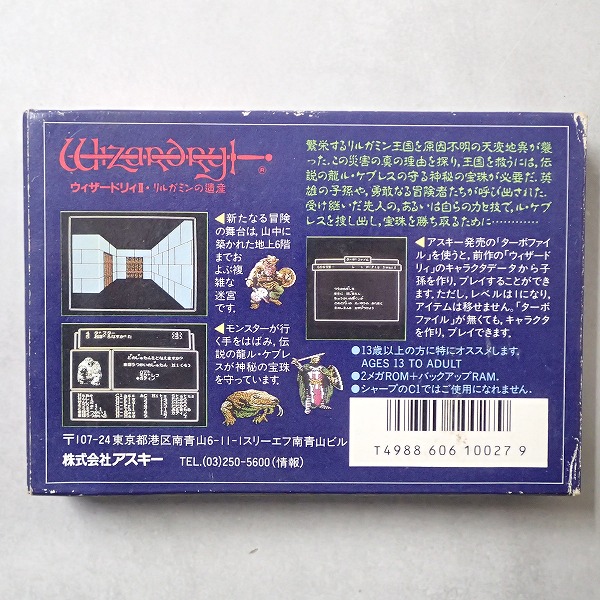 Wizardry II
®
ウィザードリィII・リルガミンの遺産
繁栄するリルガミン王国を原因不明の天変地異が襲
った。この災害の真の理由を探り、王国を救うには、伝
説の龍ル・ケブレスの守る神秘の宝珠が必要だ。英
雄の子孫や、勇敢なる冒険者たちが呼び出された。
受け継いだ先人の、あるいは自らの力と技で、ル・ケブ
レスを捜し出し、宝珠を勝ち取るために…………
◀新たなる冒険
の舞台は、山中に
築かれた地上6階
までお
よぶ複
雑な
迷宮
です。
◀モンスターが行
く手をはばみ、伝
説の龍ル・ケブレ
スが神秘の宝珠
を守っています。
◀アスキー発売の「ターボファイ
ル」を使うと、前作の「ウィザード
リィ」のキャラクタデータから子
孫を作り、プレイすることができ
ます。ただし、レベルは1になり、
アイテムは移せません。「ターボ
ファイル」が無くても、キャラクタ
を作り、プレイできます。
●13歳以上の方に特にオススメします。
AGES 13 TO ADULT
●2メガROM+バックアップRAM.
●シャープのC1ではご使用になれません。
〒107-24 東京都港区南青山6-11-1スリーエフ南青山ビル
株式会社アスキー TEL.(03)250-5600(情報)
T4988 606 10027 9